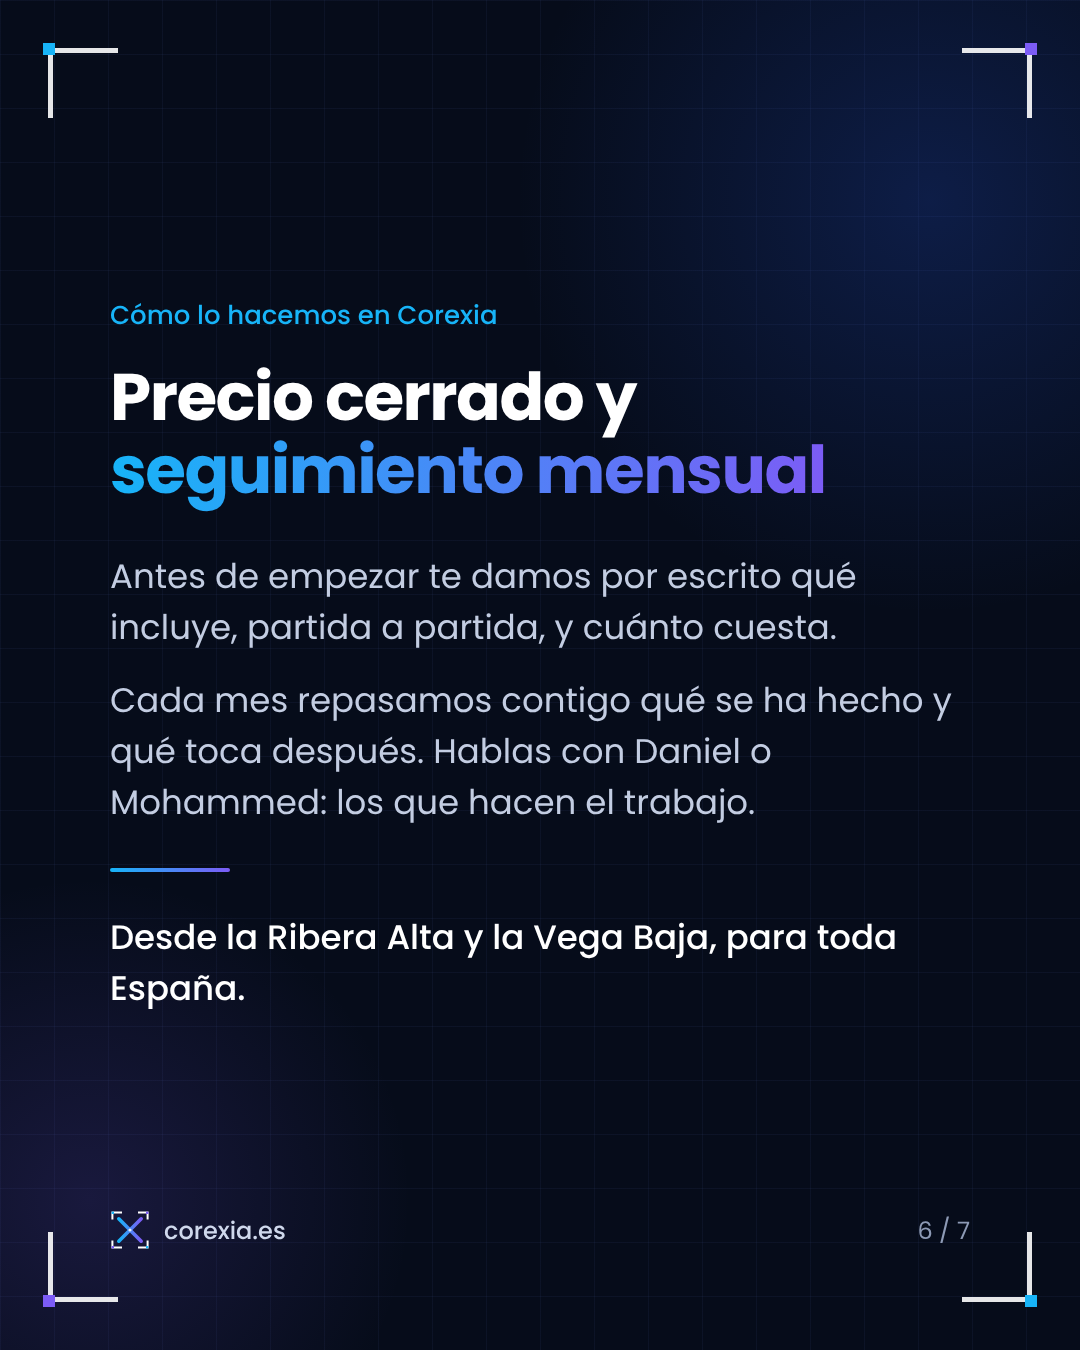 Cómo lo hacemos en Corexia
Precio cerrado y
seguimiento mensual
Antes de empezar te damos por escrito qué
incluye, partida a partida, y cuánto cuesta.
Cada mes repasamos contigo qué se ha hecho y
qué toca después. Hablas con Daniel o
Mohammed: los que hacen el trabajo.
Desde la Ribera Alta y la Vega Baja, para toda
España.
corexia.es
6 / 7